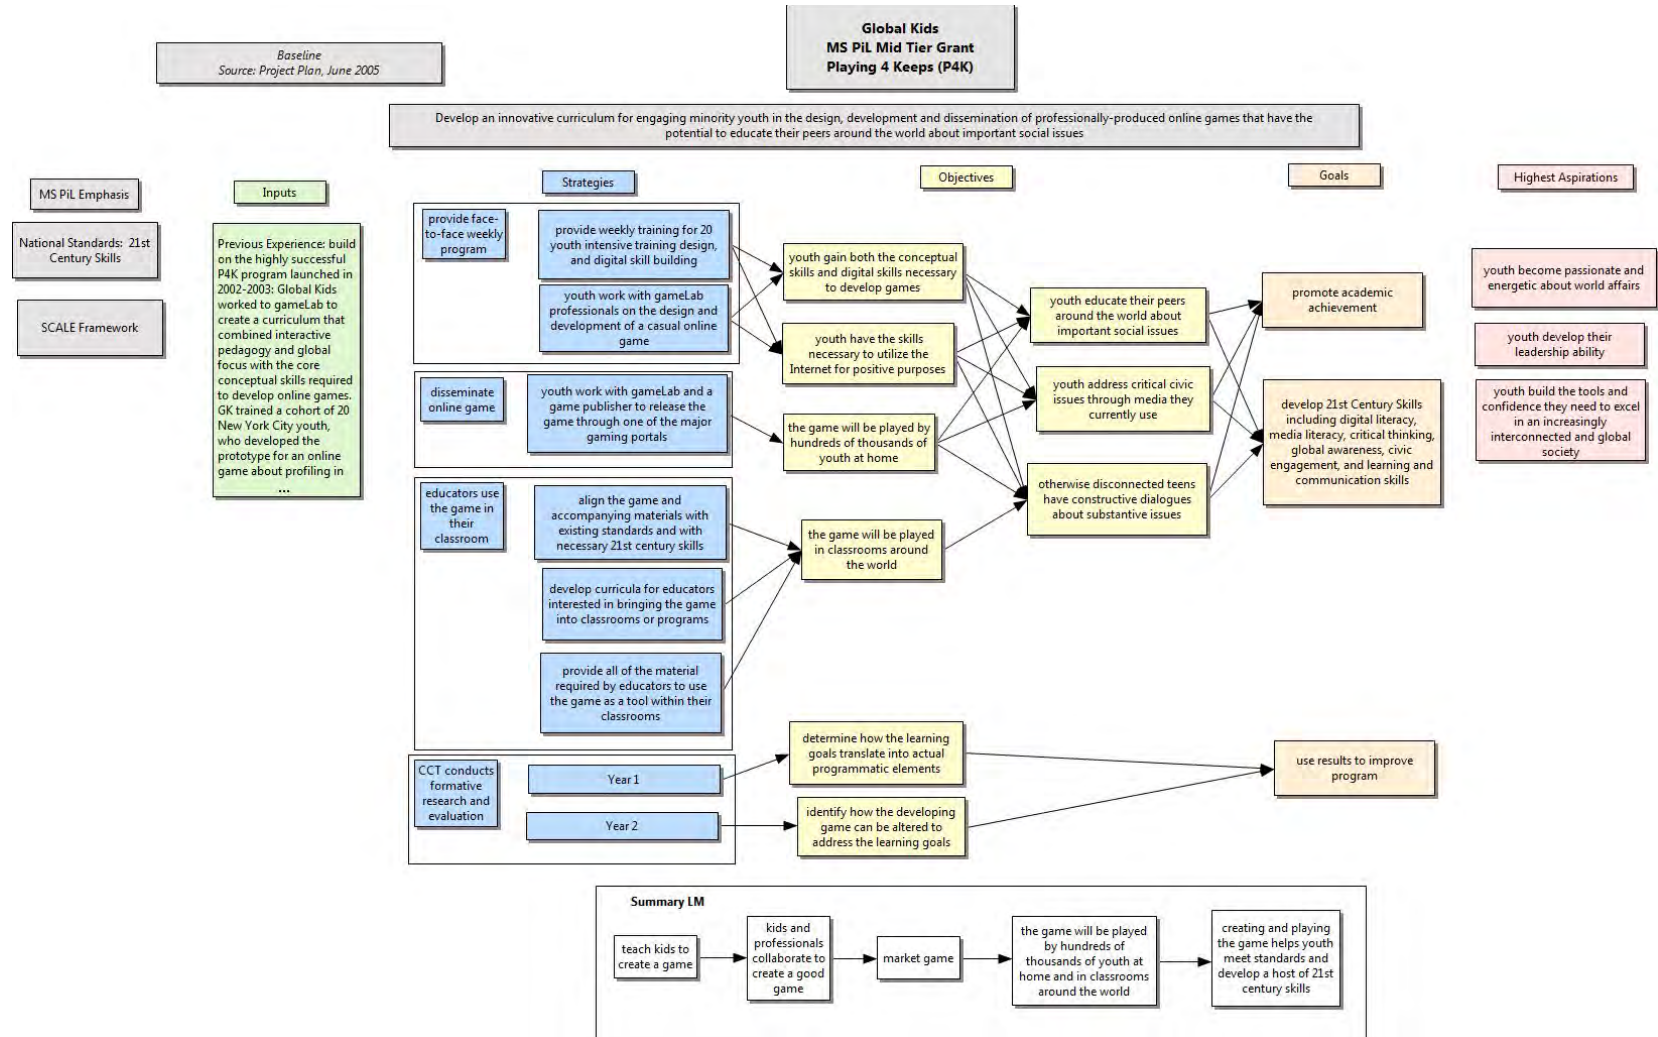 Global Kids
MS PiL Mid Tier Grant
Playing 4 Keeps (P4K)
Baseline
Source: Project Plan, June 2005
Develop an innovative curriculum for engaging minority youth in the design, development and dissemination of professionally-produced online games that have the
potential to educate their peers around the world about important social issues
MS PiL Emphasis
National Standards: 21st
Century Skills
SCALE Framework
Inputs
Previous Experience: build
on the highly successful
P4K program launched in
2002-2003: Global Kids
worked to gameLab to
create a curriculum that
combined interactive
pedagogy and global
focus with the core
conceptual skills required
to develop online games.
GK trained a cohort of 20
New York City youth,
who developed the
prototype for an online
game about profiling in
...
Strategies
provide face-
to-face weekly
program
provide weekly training for 20
youth intensive training design,
and digital skill building
youth work with gameLab
professionals on the design and
development of a casual online
game
disseminate
online game
youth work with gameLab and a
game publisher to release the
game through one of the major
gaming portals
educators use
the game in
their
classroom
align the game and
accompanying materials with
existing standards and with
necessary 21st century skills
develop curricula for educators
interested in bringing the game
into classrooms or programs
provide all of the material
required by educators to use
the game as a tool within their
classrooms
CCT conducts
formative
research and
evaluation
Year 1
Year 2
Objectives
youth gain both the conceptual
skills and digital skills necessary
to develop games
youth have the skills
necessary to utilize the
Internet for positive purposes
the game will be played by
hundreds of thousands of
youth at home
the game will be played
in classrooms around
the world
determine how the learning
goals translate into actual
programmatic elements
identify how the developing
game can be altered to
address the learning goals
youth educate their peers
around the world about
important social issues
youth address critical civic
issues through media they
currently use
otherwise disconnected teens
have constructive dialogues
about substantive issues
Goals
promote academic
achievement
develop 21st Century Skills
including digital literacy,
media literacy, critical thinking,
global awareness, civic
engagement, and learning and
communication skills
use results to improve
program
Highest Aspirations
youth become passionate and
energetic about world affairs
youth develop their
leadership ability
youth build the tools and
confidence they need to excel
in an increasingly
interconnected and global
society
Summary LM
teach kids to
create a game
kids and
professionals
collaborate to
create a good
game
market game
the game will be played
by hundreds of
thousands of youth at
home and in classrooms
around the world
creating and playing
the game helps youth
meet standards and
develop a host of 21st
century skills